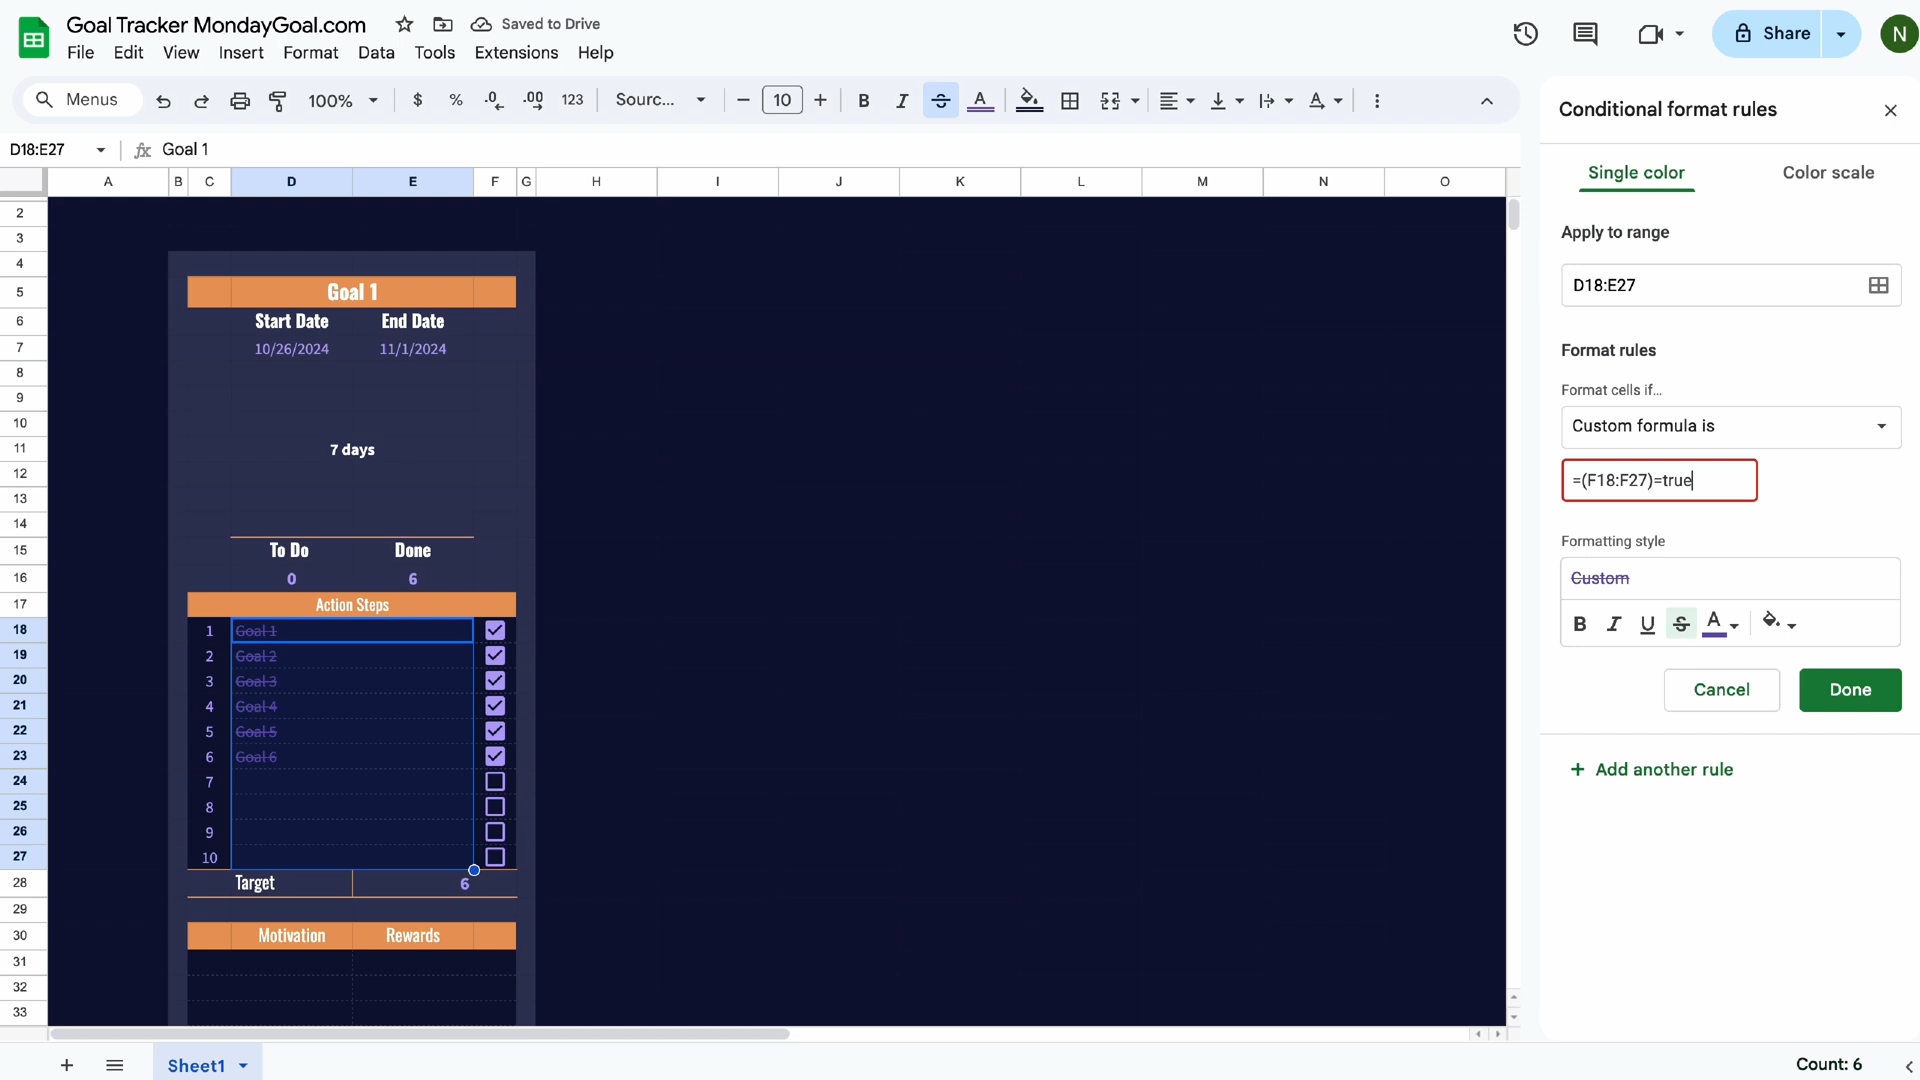 Goal Tracker MondayGoal.com Saved to Drive
File Edit View Insert Format Data Tools Extensions Help
Share
N
Menus 100% $ % .0 .00 123 Sourc... 10 B I A
D18:E27 Goal 1
A B C D E F G H I J K L M N O
2
3
4
5 Goal 1
6 Start Date End Date
7 10/26/2024 11/1/2024
8
9
10
11 7 days
12
13
14
15 To Do Done
16 0 6
17 Action Steps
18 1 Goal 1
19 2 Goal 2
20 3 Goal 3
21 4 Goal 4
22 5 Goal 5
23 6 Goal 6
24 7
25 8
26 9
27 10
28 Target 6
29
30 Motivation Rewards
31
32
33
Sheet1
Conditional format rules
Single color Color scale
Apply to range
D18:E27
Format rules
Format cells if...
Custom formula is
=(F18:F27)=true
Formatting style
Custom
B I U S A
Cancel Done
+ Add another rule
Count: 6